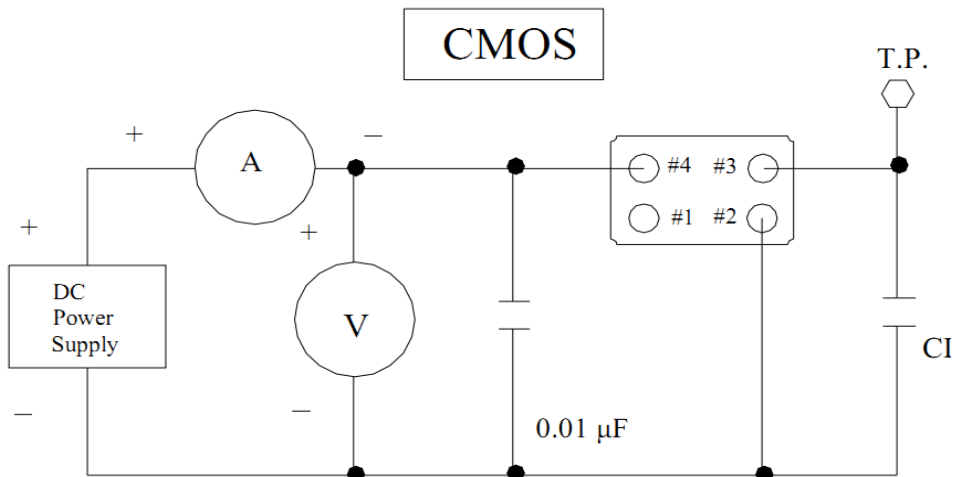 CMOS
T.P.
+
−
A
#4
#3
+
+
#1
#2
DC
Power
Supply
V
CI
−
−
0.01 µF